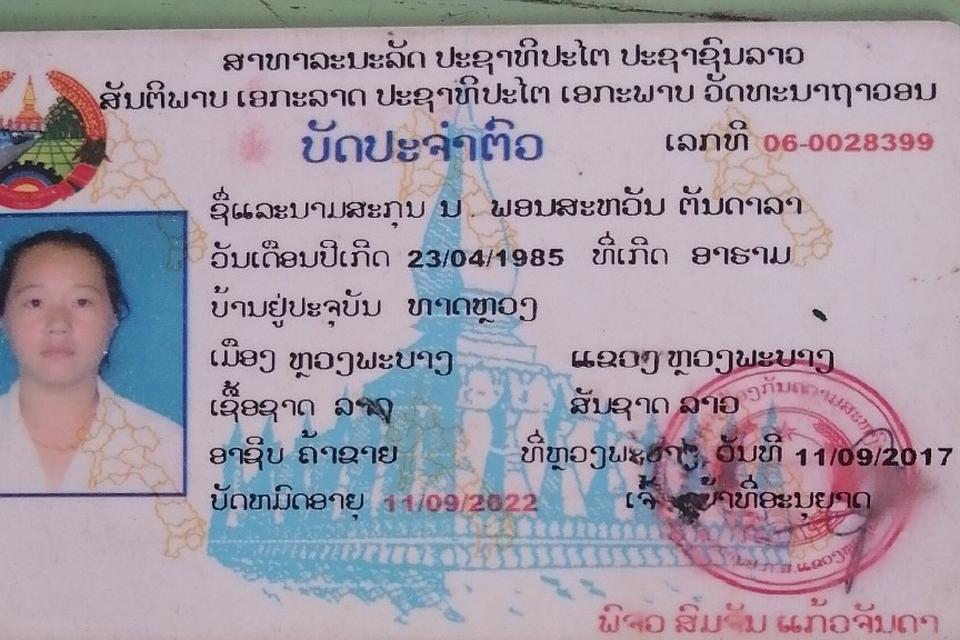 ສາທາລະນະລັດ ປະຊາທິປະໄຕ ປະຊາຊົນລາວ
ສັນຕິພາບ ເອກະລາດ ປະຊາທິປະໄຕ ເອກະພາບ ວັດທະນາຖາວອນ
ບັດປະຈຳຕົວ ເລກທີ 06-0028399
ຊື່ແລະນາມສະກຸນ ນ. ພອນສະຫວັນ ຕັນດາລາ
ວັນເດືອນປີເກີດ 23/04/1985 ທີ່ເກີດ ອາຮາມ
ບ້ານຢູ່ປະຈຸບັນ ທາດຫຼວງ
ເມືອງ ຫຼວງພະບາງ ແຂວງ ຫຼວງພະບາງ
ເຊື້ອຊາດ ລາວ ສັນຊາດ ລາວ
ອາຊີບ ຄ້າຂາຍ ທີ່ຫຼວງພະບາງ ວັນທີ 11/09/2017
ບັດຫມົດອາຍຸ 11/09/2022 ເຈົ້າໜ້າທີ່ອະນຸຍາດ
ພົຈວ ສົມຈັນ ແກ້ວຈັນດາ